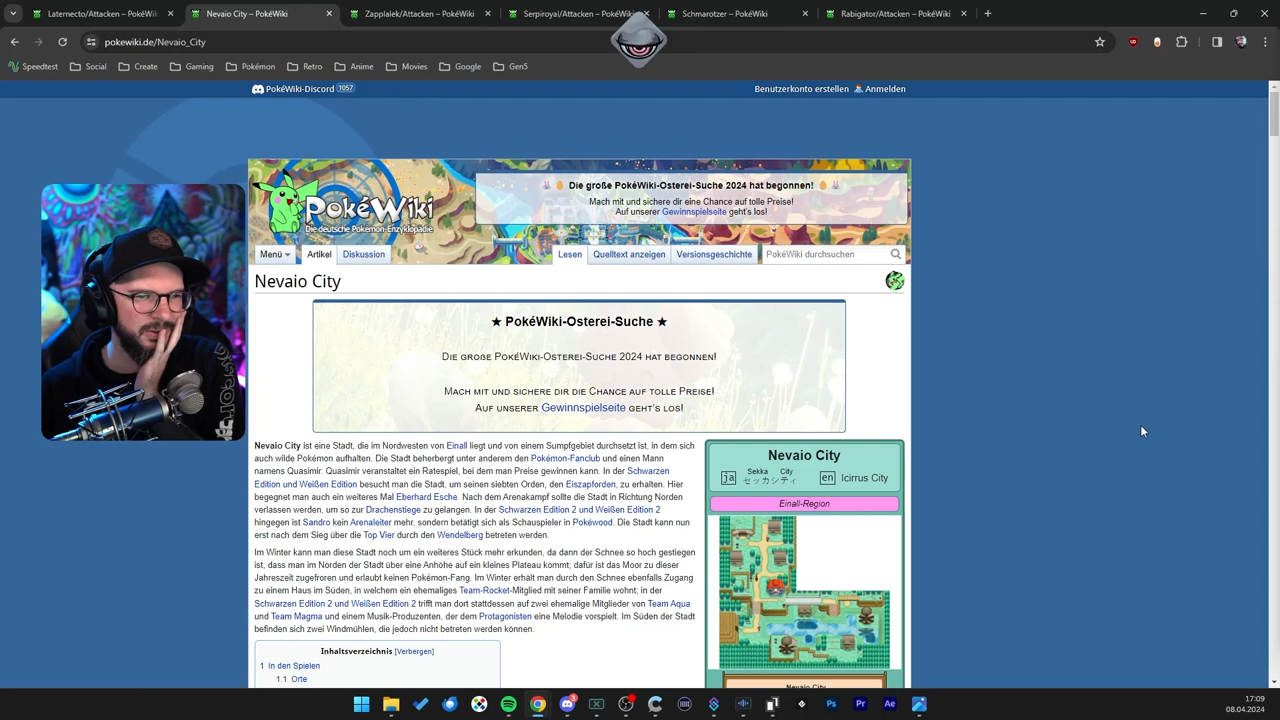 Laternecto/Attacken – PokéWiki
Nevaio City – PokéWiki
Zapplalek/Attacken – PokéWiki
Serpiroyal/Attacken – PokéWiki
Schmarotzer – PokéWiki
Rabigator/Attacken – PokéWiki
pokewiki.de/Nevaio_City
Speedtest
Social
Create
Gaming
Pokémon
Retro
Anime
Movies
Google
Gen5
PokéWiki-Discord 1057
Benutzerkonto erstellen
Anmelden
PokéWiki
Die deutsche Pokémon-Enzyklopädie
Die große PokéWiki-Osterei-Suche 2024 hat begonnen!
Mach mit und sichere dir eine Chance auf tolle Preise!
Auf unserer Gewinnspielseite geht's los!
Menü
Artikel
Diskussion
Lesen
Quelltext anzeigen
Versionsgeschichte
PokéWiki durchsuchen
Nevaio City
★ PokéWiki-Osterei-Suche ★
Die große PokéWiki-Osterei-Suche 2024 hat begonnen!
Mach mit und sichere dir die Chance auf tolle Preise!
Auf unserer Gewinnspielseite geht's los!
Nevaio City ist eine Stadt, die im Nordwesten von Einall liegt und von einem Sumpfgebiet durchsetzt ist, in dem sich
auch wilde Pokémon aufhalten. Die Stadt beherbergt unter anderem den Pokémon-Fanclub und einen Mann
namens Quasimir. Quasimir veranstaltet ein Ratespiel, bei dem man Preise gewinnen kann. In der Schwarzen
Edition und Weißen Edition besucht man die Stadt, um seinen siebten Orden, den Eiszapforden, zu erhalten. Hier
begegnet man auch ein weiteres Mal Eberhard Esche. Nach dem Arenakampf sollte die Stadt in Richtung Norden
verlassen werden, um so zur Drachenstiege zu gelangen. In der Schwarzen Edition 2 und Weißen Edition 2
hingegen ist Sandro kein Arenaleiter mehr, sondern betätigt sich als Schauspieler in Pokéwood. Die Stadt kann nun
erst nach dem Sieg über die Top Vier durch den Wendelberg betreten werden.
Im Winter kann man diese Stadt noch um ein weiteres Stück mehr erkunden, da dann der Schnee so hoch gestiegen
ist, dass man im Norden der Stadt über eine Anhöhe auf ein kleines Plateau kommt; dafür ist das Moor zu dieser
Jahreszeit zugefroren und erlaubt keinen Pokémon-Fang. Im Winter erhält man durch den Schnee ebenfalls Zugang
zu einem Haus im Süden, in welchem ein ehemaliges Team-Rocket-Mitglied mit seiner Familie wohnt; in der
Schwarzen Edition 2 und Weißen Edition 2 trifft man dort stattdessen auf zwei ehemalige Mitglieder von Team Aqua
und Team Magma und einem Musik-Produzenten, der dem Protagonisten eine Melodie vorspielt. Im Süden der Stadt
befinden sich zwei Windmühlen, die jedoch nicht betreten werden können.
Nevaio City
ja
Sekka City
セッカシティ
en
Icirrus City
Einall-Region
Nevaio City
Inhaltsverzeichnis [Verbergen]
1 In den Spielen
1.1 Orte
17:09
08.04.2024